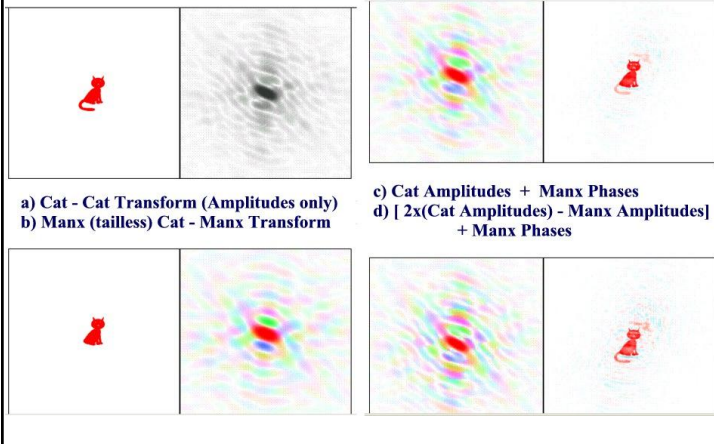 a) Cat - Cat Transform (Amplitudes only)
b) Manx (tailless) Cat - Manx Transform
c) Cat Amplitudes + Manx Phases
d) [ 2x(Cat Amplitudes) - Manx Amplitudes]
+ Manx Phases